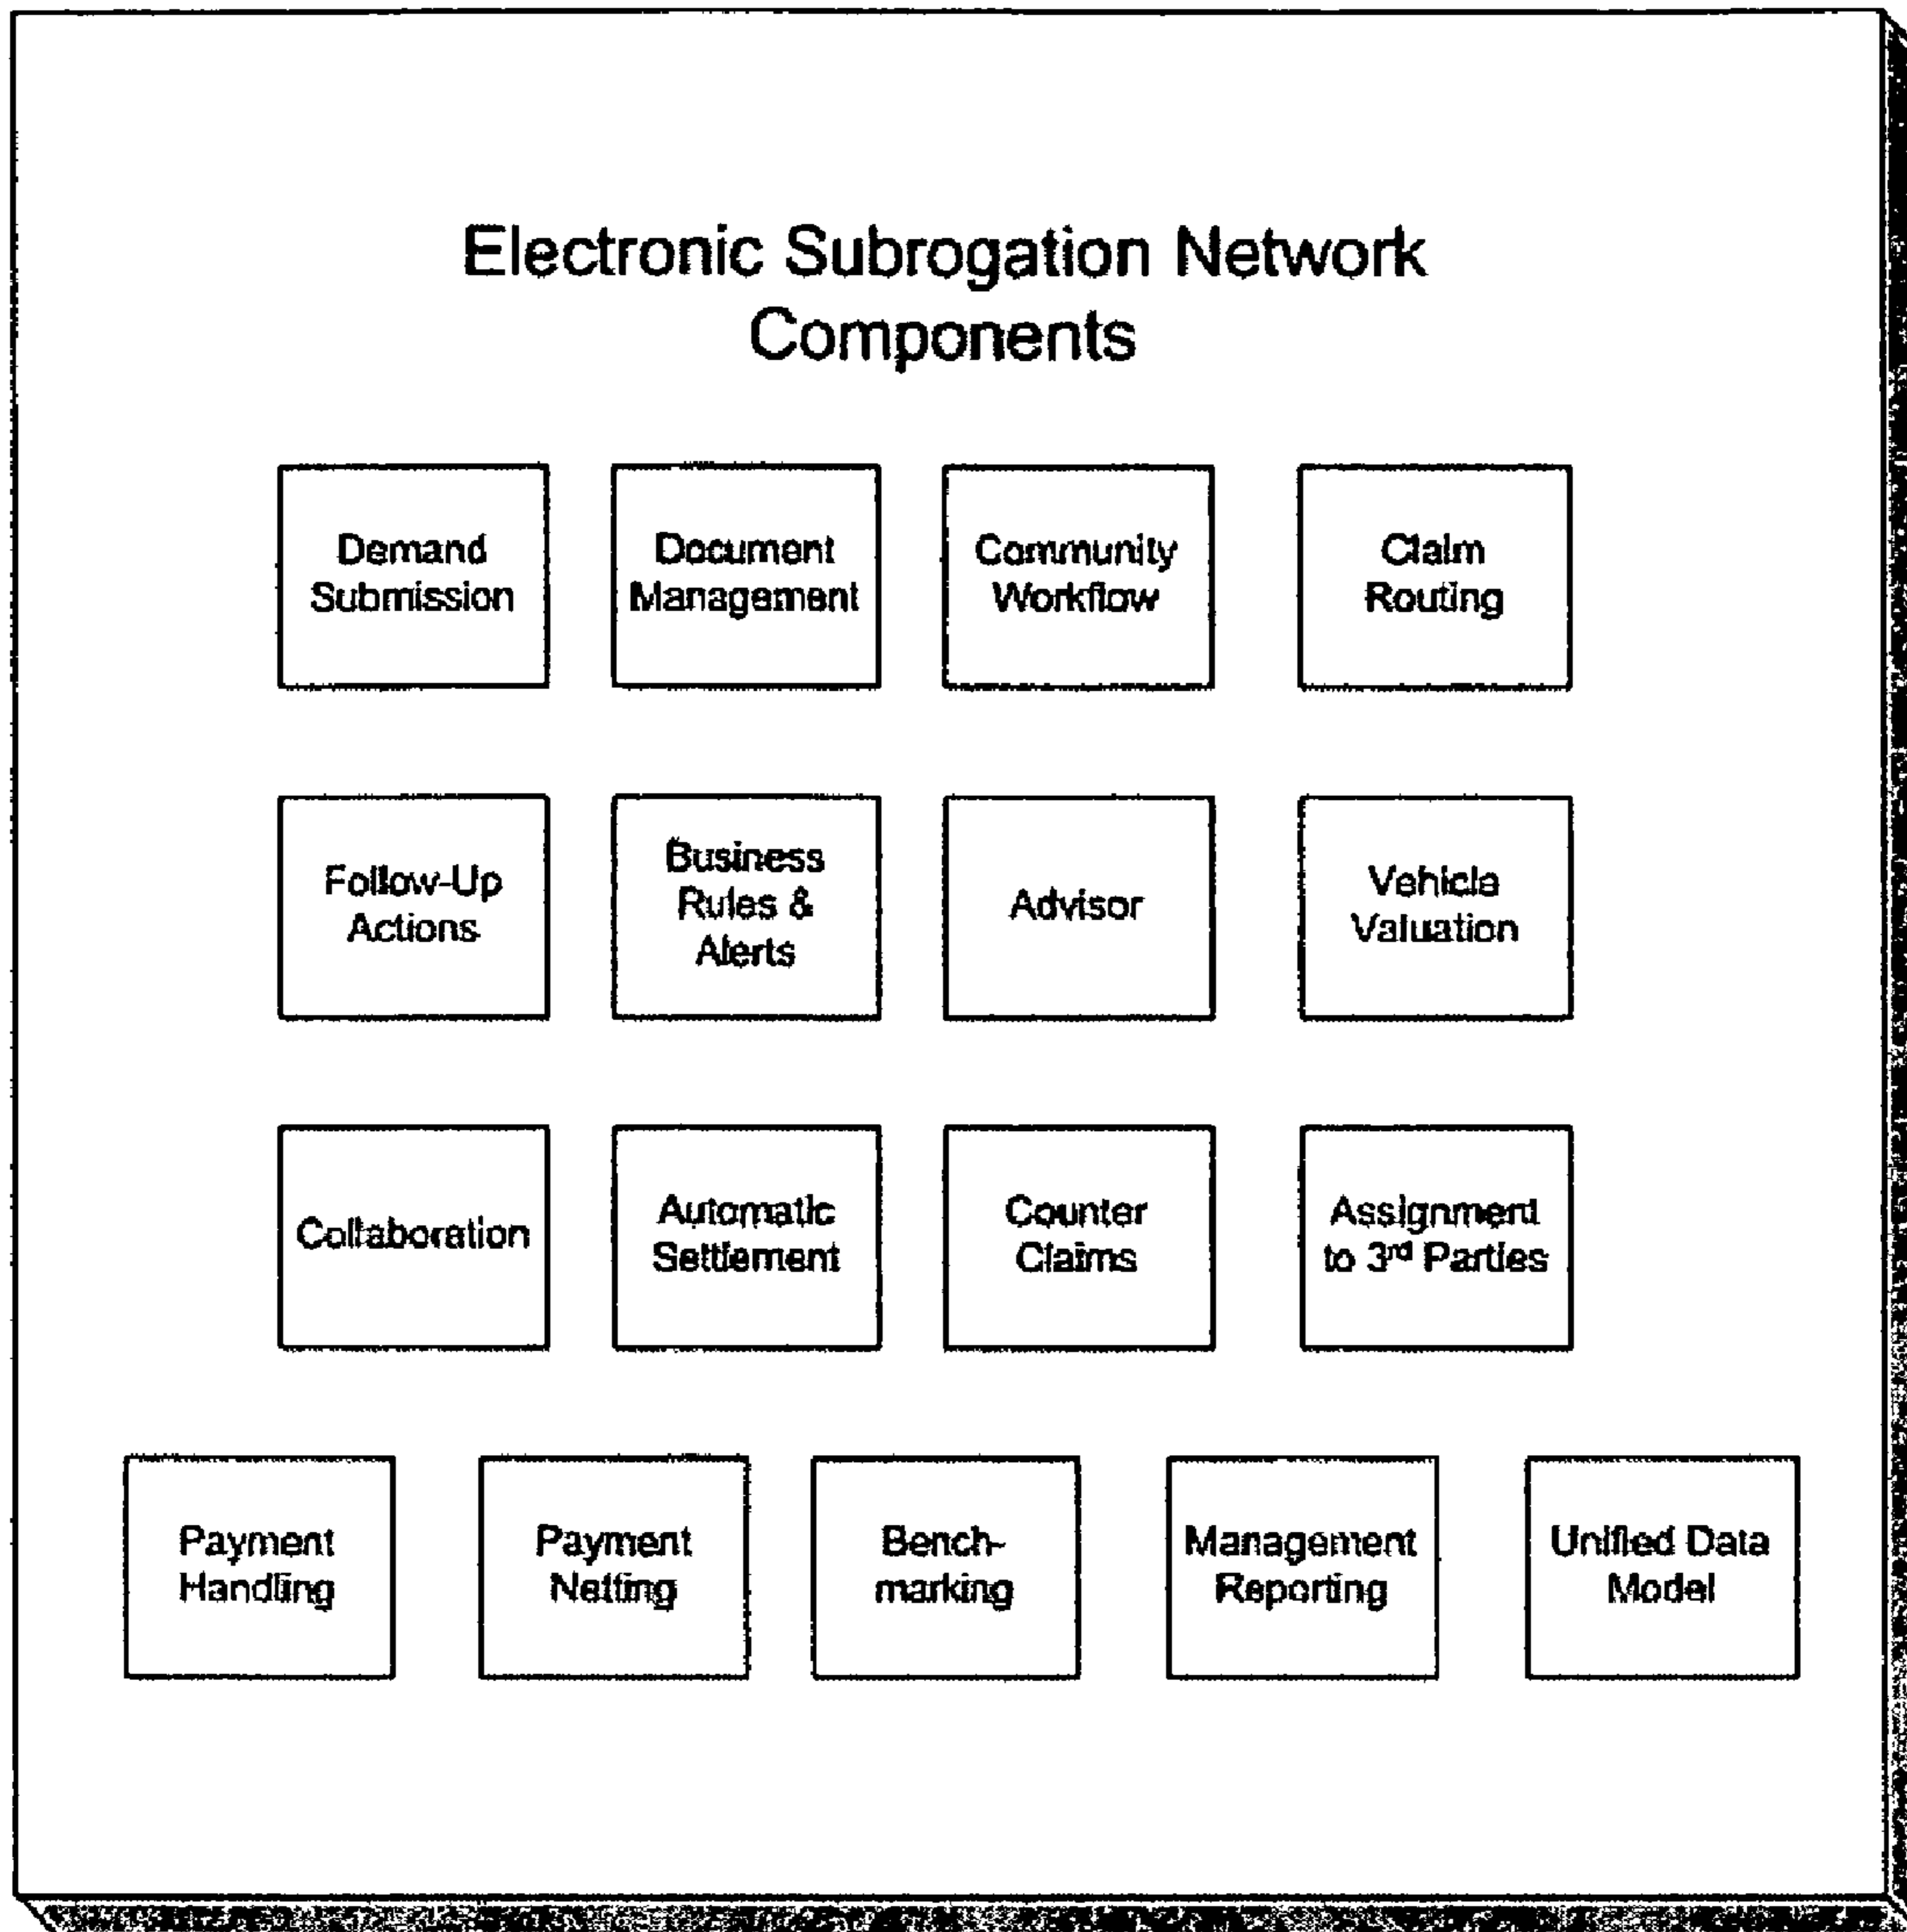 Electronic Subrogation Network
Components
Demand
Submission
Document
Management
Community
Workflow
Claim
Routing
Follow-Up
Actions
Business
Rules &
Alerts
Advisor
Vehicle
Valuation
Collaboration
Automatic
Settlement
Counter
Claims
Assignment
to 3rd Parties
Payment
Handling
Payment
Netting
Bench-
marking
Management
Reporting
Unified Data
Model